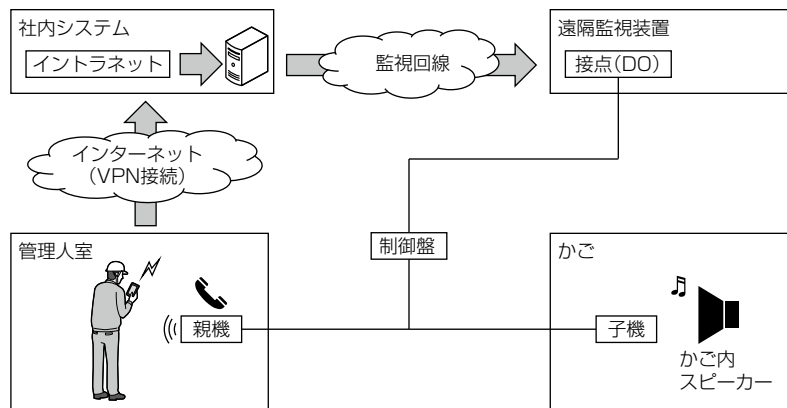 社内システム
イントラネット
監視回線
遠隔監視装置
接点(DO)
インターネット
（VPN接続）
管理人室
制御盤
かご
親機
子機
かご内
スピーカー